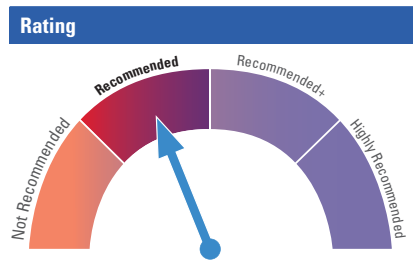 Rating
Not Recommended
Recommended
Recommended+
Highly Recommended